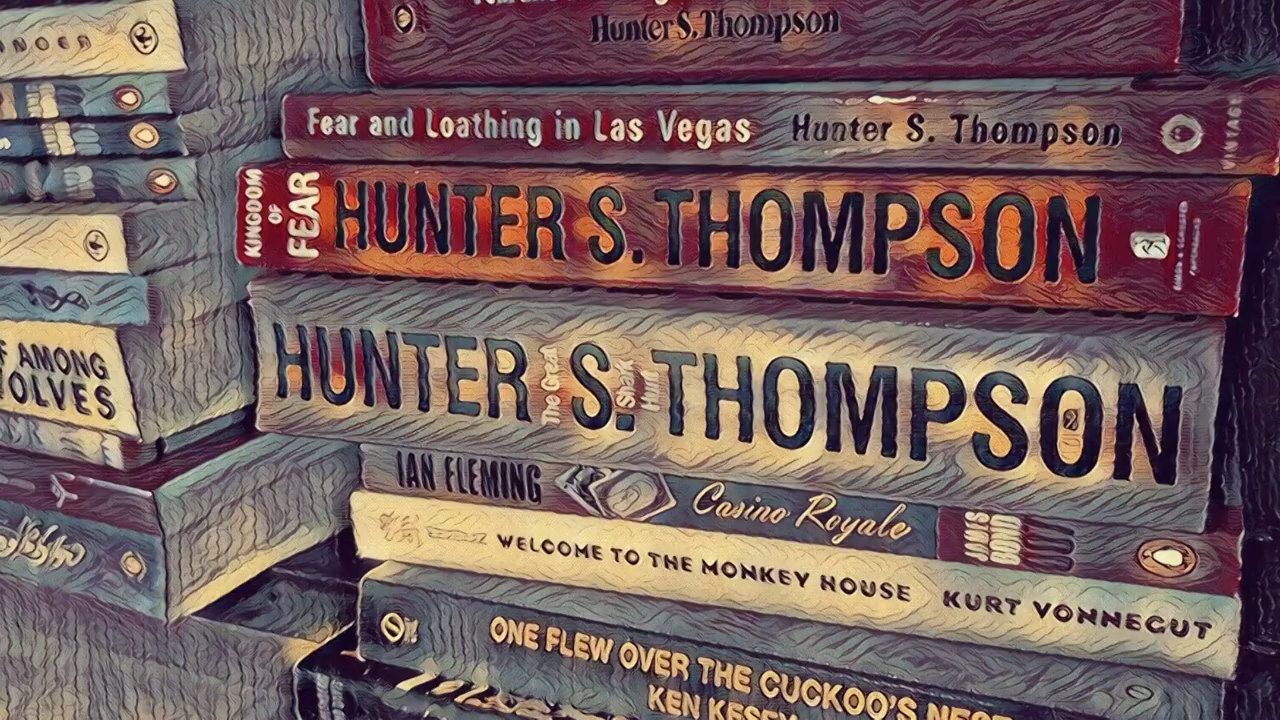 Hunter S. Thompson
Fear and Loathing in Las Vegas Hunter S. Thompson
VINTAGE
KINGDOM
OF
FEAR
HUNTER S. THOMPSON
HUNTER S. THOMPSON
The Great
Shark
Hunt
IAN FLEMING Casino Royale
JAMES
BOND
WELCOME TO THE MONKEY HOUSE KURT VONNEGUT
ONE FLEW OVER THE CUCKOO'S NEST
KEN KESEY
AMONG